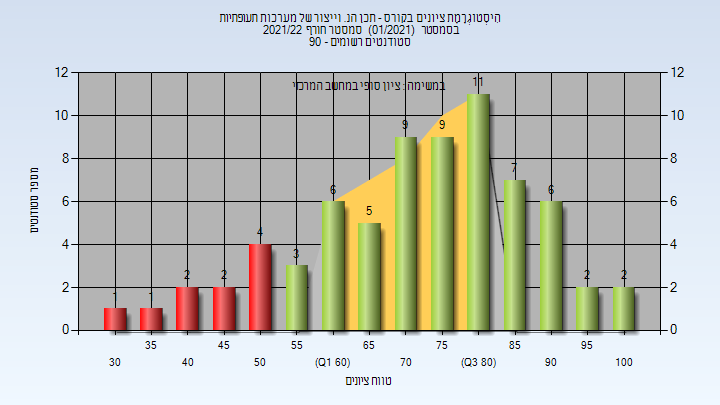 היסטוגרמת ציונים בקורס - תכן הנ. וייצור של מערכות תעופתיות
בסמסטר (01/2021) סמסטר חורף 2021/22
סטודנטים רשומים - 90
במשימה : ציון סופי במחשב המרכזי
מספר סטודנטים
12 10 8 6 4 2 0
1 1 2 2 4 3 6 5 9 9 11 7 6 2 2
12 10 8 6 4 2 0
35 45 55 65 75 85 95
30 40 50 (Q1 60) 70 (Q3 80) 90 100
טווח ציונים